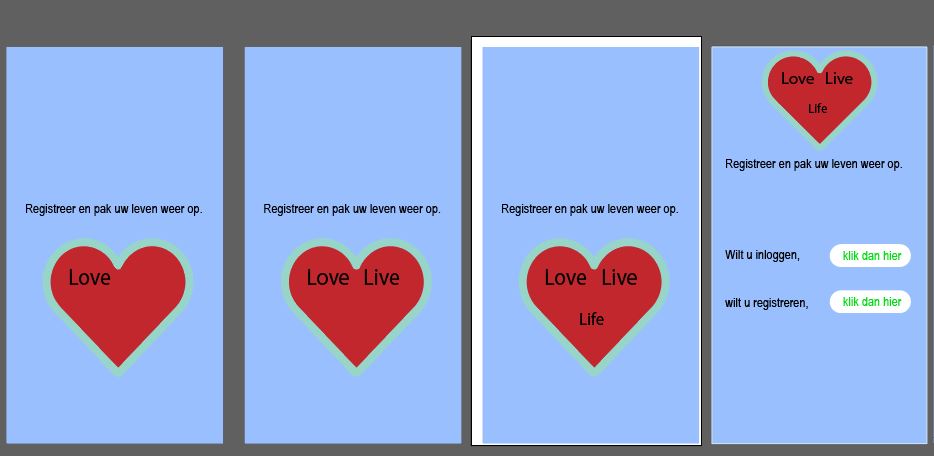 Registreer en pak uw leven weer op.
Love
Registreer en pak uw leven weer op.
Love Live
Registreer en pak uw leven weer op.
Love Live
Life
Love Live
Life
Registreer en pak uw leven weer op.
Wilt u inloggen, klik dan hier
wilt u registreren, klik dan hier